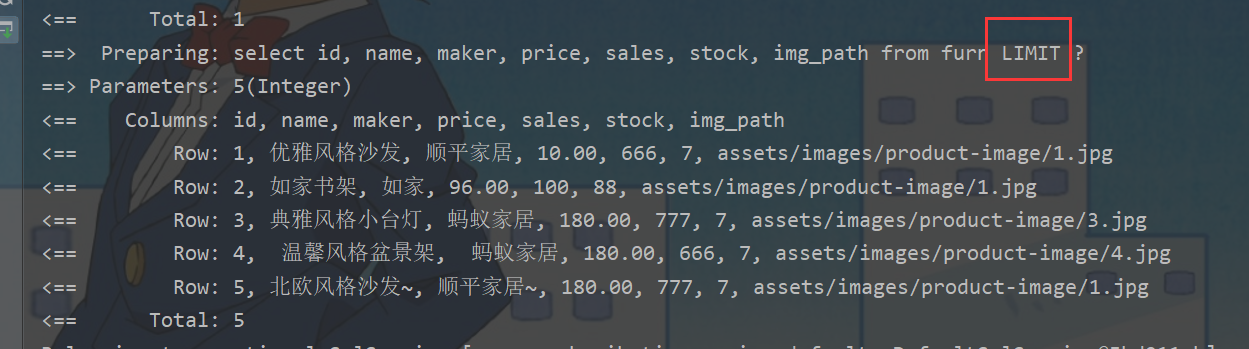 <==      Total: 1
==>  Preparing: select id, name, maker, price, sales, stock, img_path from furn LIMIT ?
==> Parameters: 5(Integer)
<==    Columns: id, name, maker, price, sales, stock, img_path
<==        Row: 1, 优雅风格沙发, 顺平家居, 10.00, 666, 7, assets/images/product-image/1.jpg
<==        Row: 2, 如家书架, 如家, 96.00, 100, 88, assets/images/product-image/1.jpg
<==        Row: 3, 典雅风格小台灯, 蚂蚁家居, 180.00, 777, 7, assets/images/product-image/3.jpg
<==        Row: 4,  温馨风格盆景架,  蚂蚁家居, 180.00, 666, 7, assets/images/product-image/4.jpg
<==        Row: 5, 北欧风格沙发~, 顺平家居~, 180.00, 777, 7, assets/images/product-image/1.jpg
<==      Total: 5